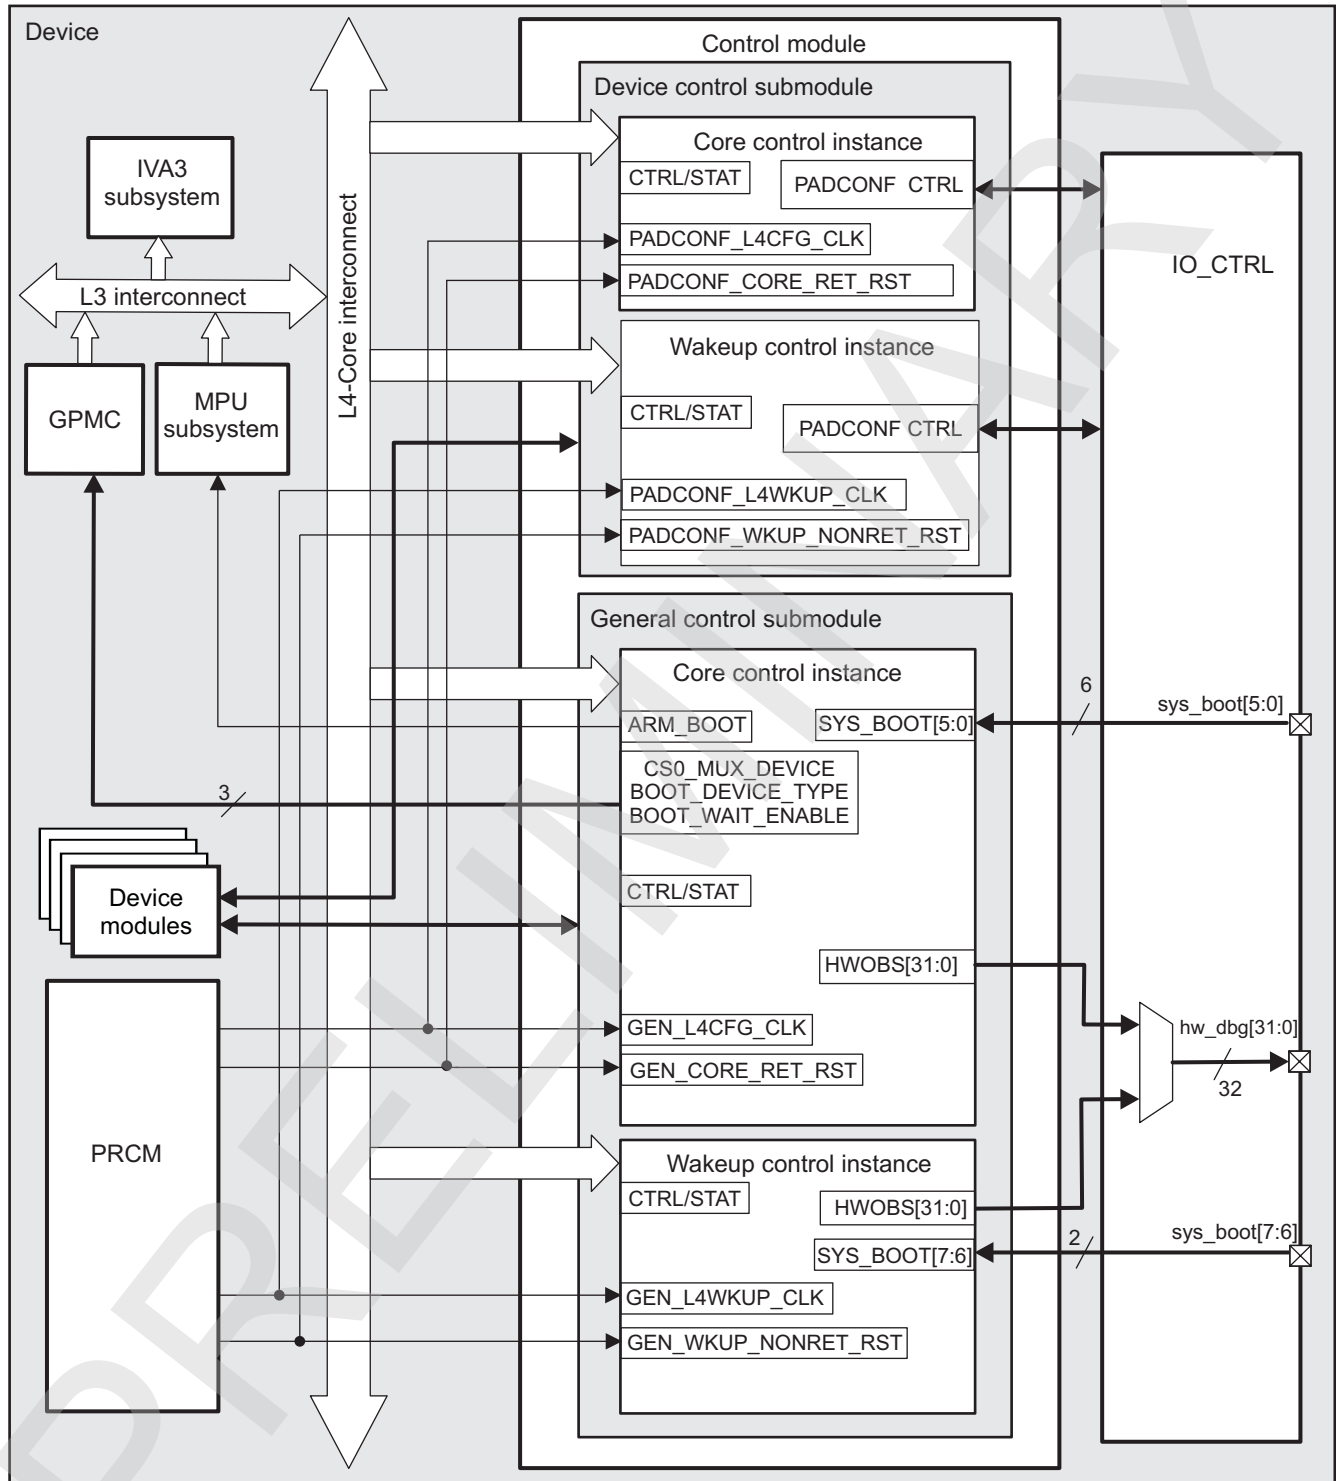 Device
Control module
Device control submodule
Core control instance
CTRL/STAT
PADCONF CTRL
PADCONF_L4CFG_CLK
PADCONF_CORE_RET_RST
Wakeup control instance
CTRL/STAT
PADCONF CTRL
PADCONF_L4WKUP_CLK
PADCONF_WKUP_NONRET_RST
IVA3
subsystem
L3 interconnect
GPMC
MPU
subsystem
L4-Core interconnect
IO_CTRL
General control submodule
Core control instance
ARM_BOOT
SYS_BOOT[5:0]
6
sys_boot[5:0]
CS0_MUX_DEVICE
BOOT_DEVICE_TYPE
BOOT_WAIT_ENABLE
3
CTRL/STAT
Device
modules
HWOBS[31:0]
GEN_L4CFG_CLK
GEN_CORE_RET_RST
hw_dbg[31:0]
32
PRCM
Wakeup control instance
CTRL/STAT
HWOBS[31:0]
SYS_BOOT[7:6]
2
sys_boot[7:6]
GEN_L4WKUP_CLK
GEN_WKUP_NONRET_RST
PRELIMINARY